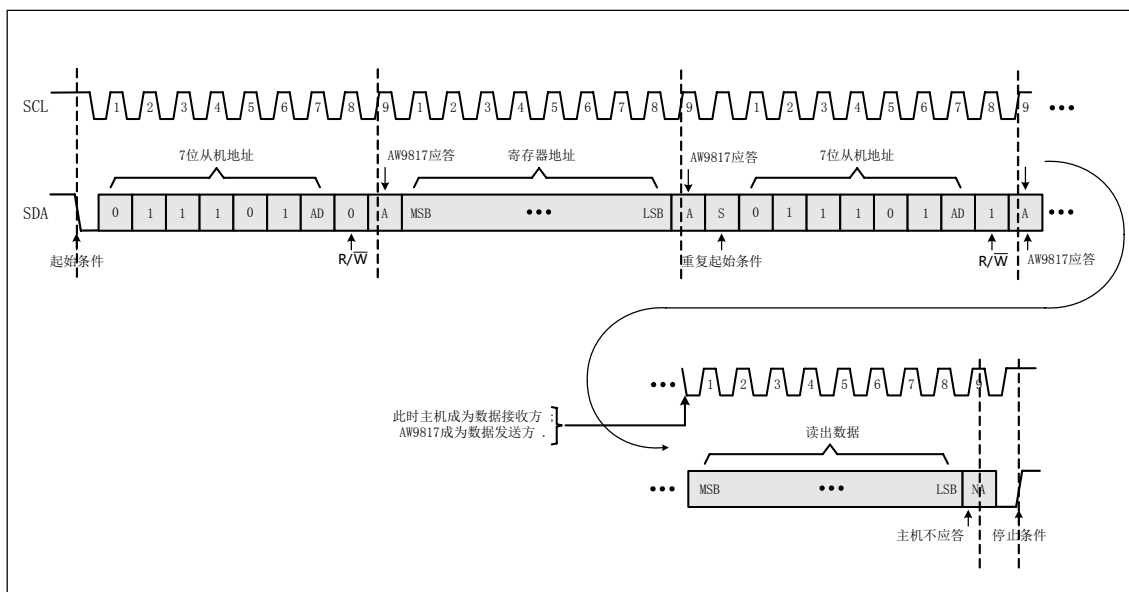 SCL 1 2 3 4 5 6 7 8 9 1 2 3 4 5 6 7 8 9 1 2 3 4 5 6 7 8 9 •••
7位从机地址 AW9817应答 寄存器地址 AW9817应答 7位从机地址
SDA 0 1 1 1 0 1 AD 0 A MSB ••• LSB A S 0 1 1 1 0 1 AD 1 A •••
起始条件 R/W̅ 重复起始条件 R/W̅ AW9817应答
••• 1 2 3 4 5 6 7 8 9
此时主机成为数据接收方 ;
AW9817成为数据发送方 .
读出数据
••• MSB ••• LSB NA
主机不应答 停止条件